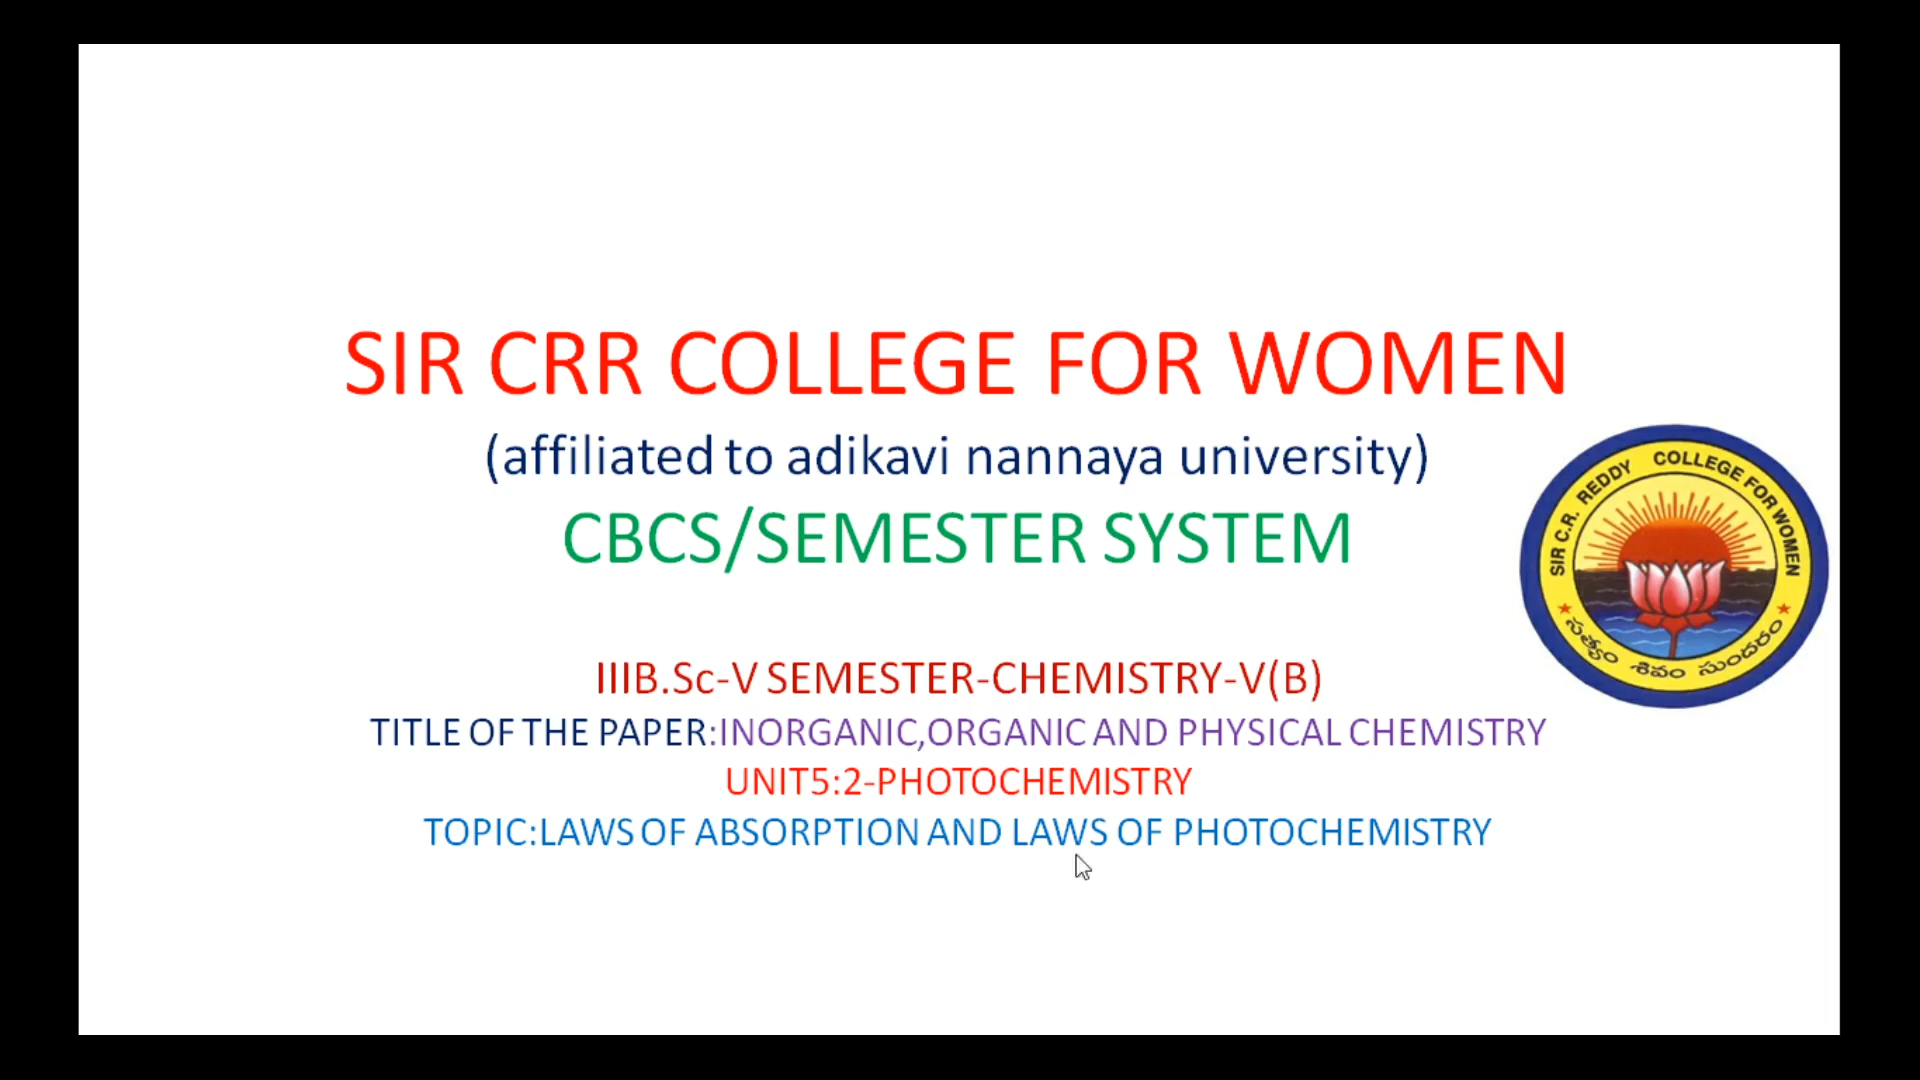 SIR CRR COLLEGE FOR WOMEN
(affiliated to adikavi nannaya university)
CBCS/SEMESTER SYSTEM
SIR C.R. REDDY COLLEGE FOR WOMEN
సత్యం శివం సుందరం
IIIB.Sc-V SEMESTER-CHEMISTRY-V(B)
TITLE OF THE PAPER:INORGANIC,ORGANIC AND PHYSICAL CHEMISTRY
UNIT5:2-PHOTOCHEMISTRY
TOPIC:LAWS OF ABSORPTION AND LAWS OF PHOTOCHEMISTRY